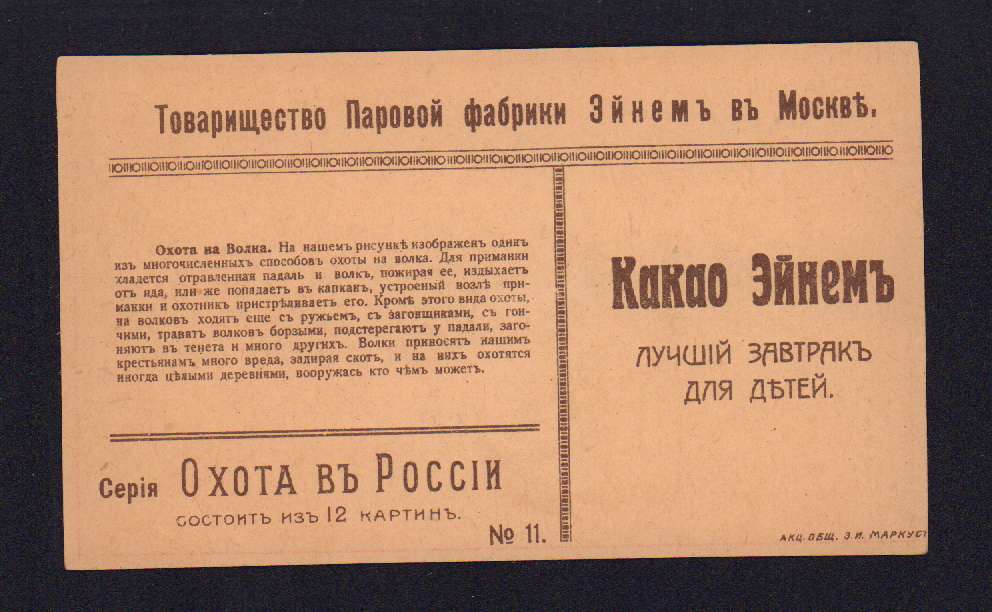 Товарищество Паровой фабрики Эйнемъ въ Москвѣ.
Охота на Волка. На нашемъ рисункѣ изображенъ одинъ
изъ многочисленныхъ способовъ охоты на волка. Для приманки
кладется отравленная падаль и волкъ, пожирая ее, издыхаетъ
отъ яда, или же попадаетъ въ капканъ, устроеный возлѣ при-
манки и охотникъ пристрѣливаетъ его. Кромѣ этого вида охоты,
на волковъ ходятъ еще съ ружьемъ, съ загонщиками, съ гон-
чими, травятъ волковъ борзыми, подстерегаютъ у падали, заго-
няютъ въ тенета и много другихъ. Волки приносятъ нашимъ
крестьянамъ много вреда, задирая скотъ, и на нихъ охотятся
иногда цѣлыми деревнями, вооружась кто чѣмъ можетъ.
Серія ОХОТА ВЪ РОССІИ
СОСТОИТЪ ИЗЪ 12 КАРТИНЪ.
№ 11.
Какао Эйнемъ
ЛУЧШІЙ ЗАВТРАКЪ
ДЛЯ ДѢТЕЙ.
АКЦ. ОБЩ. Э. И. МАРКУС